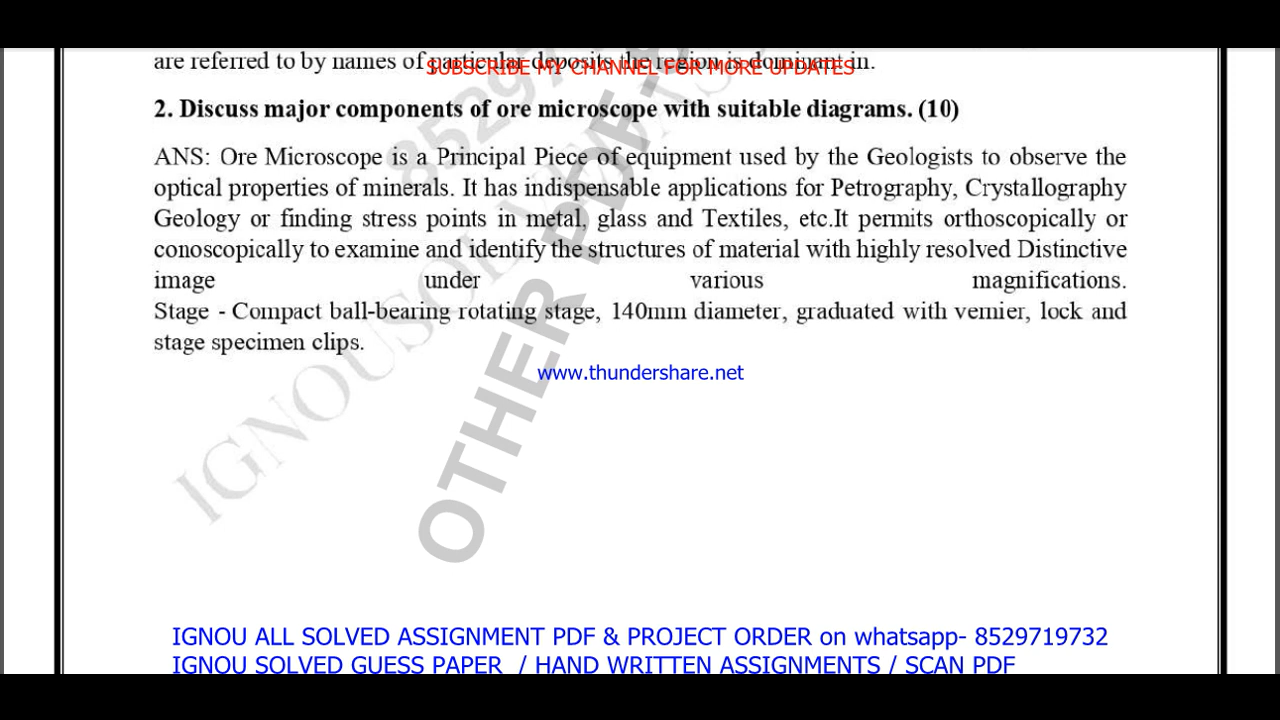 are referred to by names of particular deposits the region is dominant in.
SUBSCRIBE MY CHANNEL FOR MORE UPDATES
2. Discuss major components of ore microscope with suitable diagrams. (10)
ANS: Ore Microscope is a Principal Piece of equipment used by the Geologists to observe the
optical properties of minerals. It has indispensable applications for Petrography, Crystallography
Geology or finding stress points in metal, glass and Textiles, etc.It permits orthoscopically or
conoscopically to examine and identify the structures of material with highly resolved Distinctive
image under various magnifications.
Stage - Compact ball-bearing rotating stage, 140mm diameter, graduated with vernier, lock and
stage specimen clips.
www.thundershare.net
OTHER PDF
IGNOU ALL SOLVED ASSIGNMENT PDF & PROJECT ORDER on whatsapp- 8529719732
IGNOU SOLVED GUESS PAPER / HAND WRITTEN ASSIGNMENTS / SCAN PDF